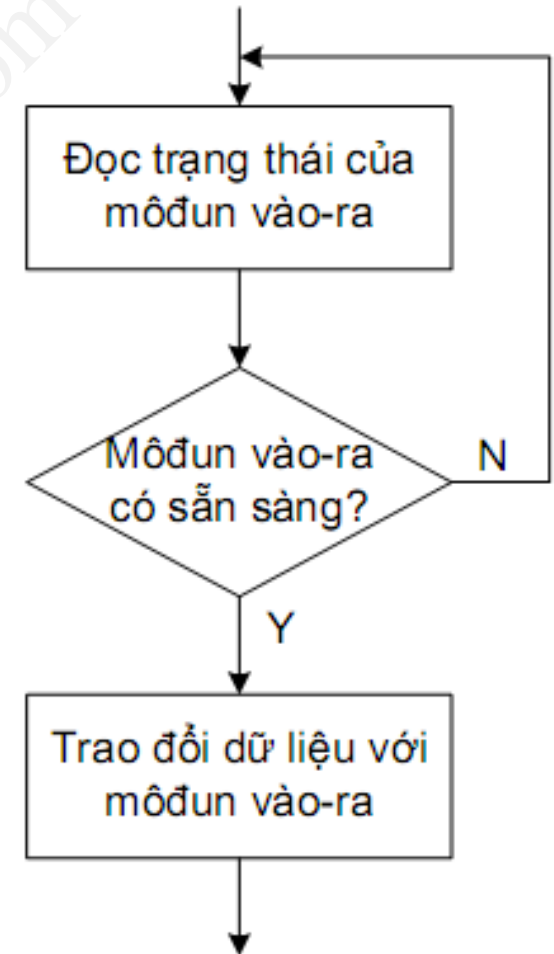 Đọc trạng thái của
môđun vào-ra
Môđun vào-ra
có sẵn sàng?
N
Y
Trao đổi dữ liệu với
môđun vào-ra